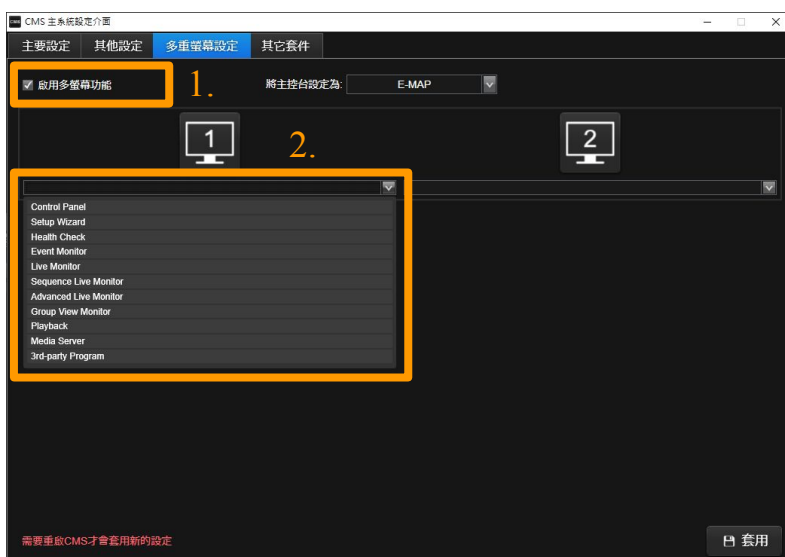 CMS 主系統設定介面
主要設定 其他設定 多重螢幕設定 其它套件
啟用多螢幕功能 1. 將主控台設定為: E-MAP
1 2
2.
Control Panel
Setup Wizard
Health Check
Event Monitor
Live Monitor
Sequence Live Monitor
Advanced Live Monitor
Group View Monitor
Playback
Media Server
3rd-party Program
需要重啟CMS才會套用新的設定 套用